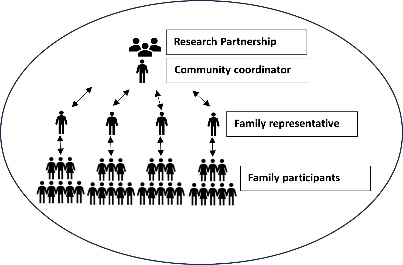 Research Partnership
Community coordinator
Family representative
Family participants